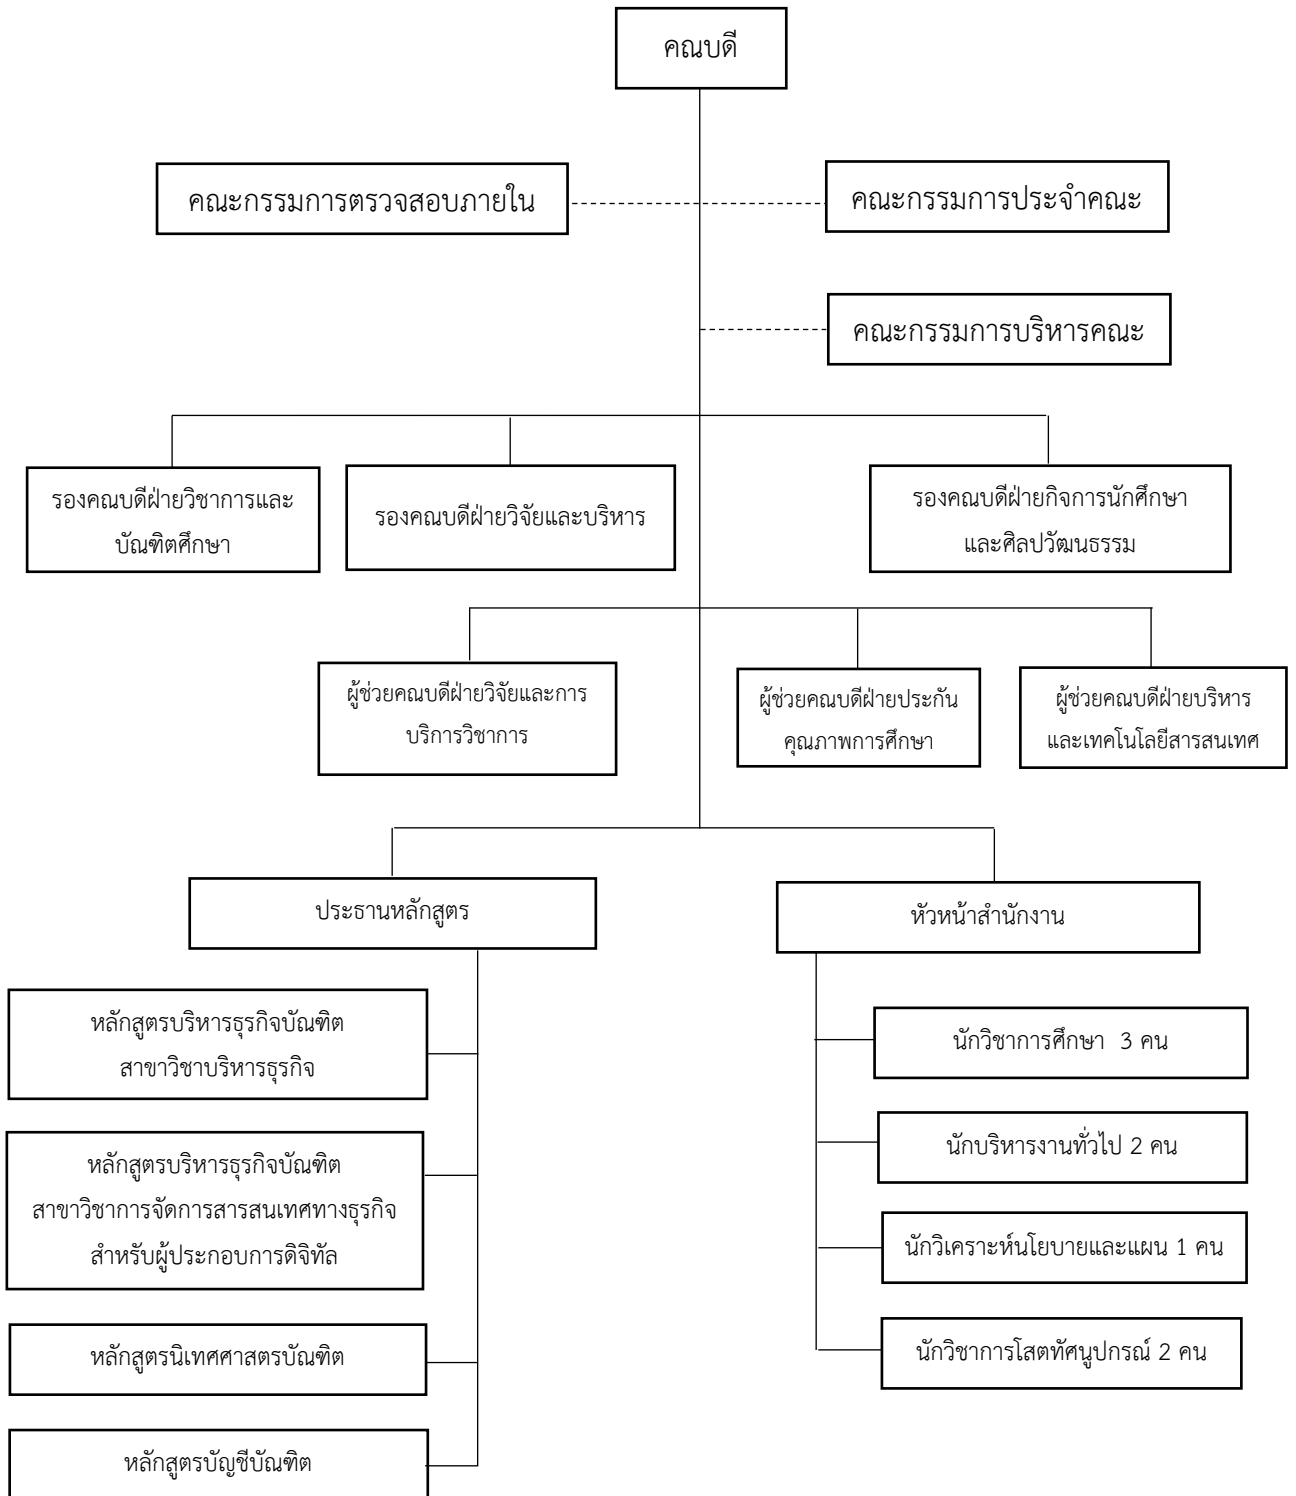 คณบดี
คณะกรรมการตรวจสอบภายใน
คณะกรรมการประจำคณะ
คณะกรรมการบริหารคณะ
รองคณบดีฝ่ายวิชาการและ
บัณฑิตศึกษา
รองคณบดีฝ่ายวิจัยและบริหาร
รองคณบดีฝ่ายกิจการนักศึกษา
และศิลปวัฒนธรรม
ผู้ช่วยคณบดีฝ่ายวิจัยและการ
บริการวิชาการ
ผู้ช่วยคณบดีฝ่ายประกัน
คุณภาพการศึกษา
ผู้ช่วยคณบดีฝ่ายบริหาร
และเทคโนโลยีสารสนเทศ
ประธานหลักสูตร
หลักสูตรบริหารธุรกิจบัณฑิต
สาขาวิชาบริหารธุรกิจ
หลักสูตรบริหารธุรกิจบัณฑิต
สาขาวิชาการจัดการสารสนเทศทางธุรกิจ
สำหรับผู้ประกอบการดิจิทัล
หลักสูตรนิเทศศาสตรบัณฑิต
หลักสูตรบัญชีบัณฑิต
หัวหน้าสำนักงาน
นักวิชาการศึกษา 3 คน
นักบริหารงานทั่วไป 2 คน
นักวิเคราะห์นโยบายและแผน 1 คน
นักวิชาการโสตทัศนูปกรณ์ 2 คน